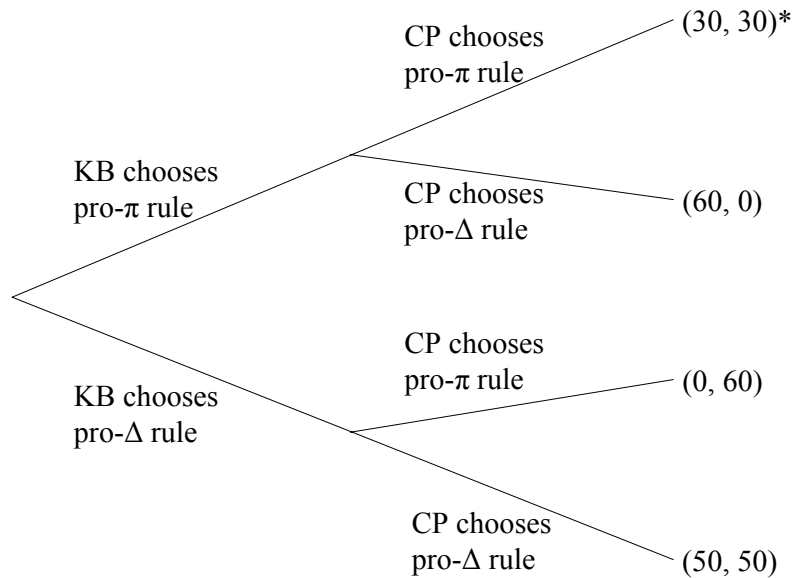 CP chooses
pro-π rule
(30, 30)*
KB chooses
pro-π rule
CP chooses
pro-Δ rule
(60, 0)
CP chooses
pro-π rule
(0, 60)
KB chooses
pro-Δ rule
CP chooses
pro-Δ rule
(50, 50)